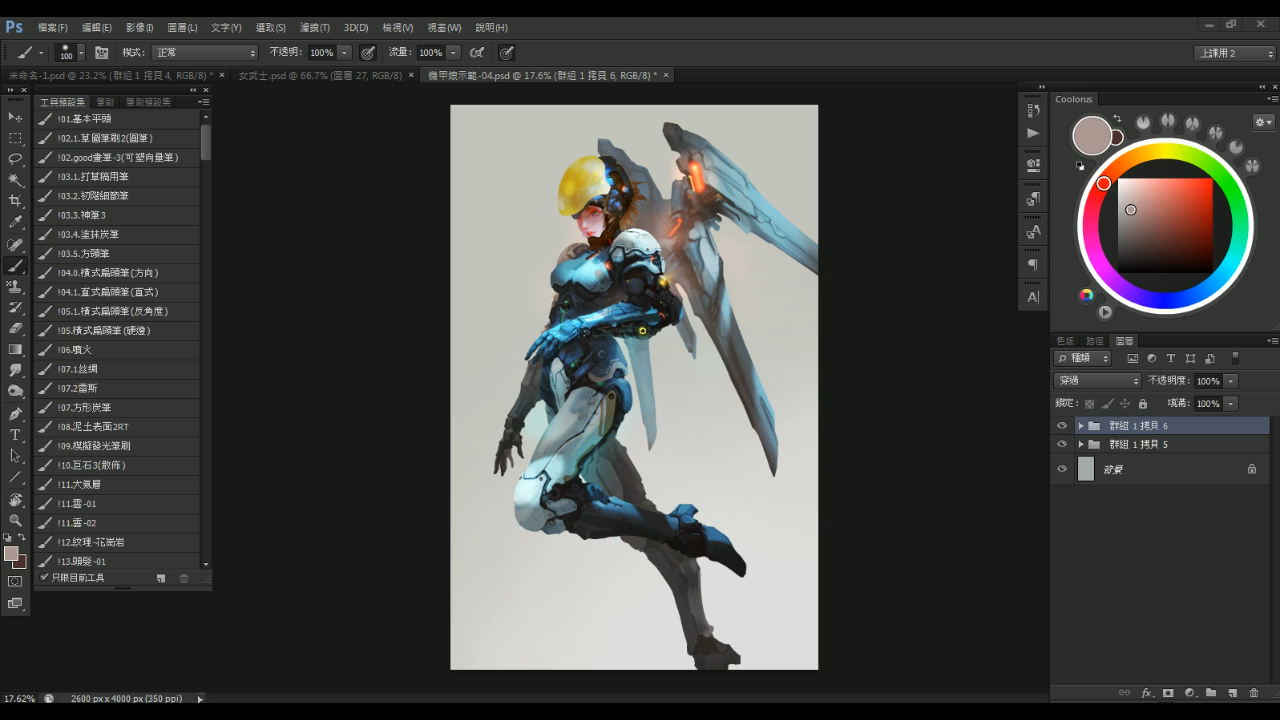 Ps 檔案(F) 編輯(E) 影像(I) 圖層(L) 文字(Y) 選取(S) 濾鏡(T) 3D(D) 檢視(V) 視窗(W) 說明(H)
100 模式: 正常 不透明: 100% 流量: 100% 上課用 2
未命名-1.psd @ 23.2% (群組 1 拷貝 4, RGB/8) * × 女武士.psd @ 66.7% (圖層 27, RGB/8) × 機甲娘示範-04.psd @ 17.6% (群組 1 拷貝 6, RGB/8) * ×
工具預設集 筆刷 筆刷預設集
!01.基本平頭
!02.1.草圖筆刷2(圓筆)
!02.good畫筆-3(可塑向量筆)
!03.1.打草稿用筆
!03.2.初階細節筆
!03.3.神筆3
!03.4.塗抹炭筆
!03.5.方頭筆
!04.0.橫式扁頭筆(方向)
!04.1.直式扁頭筆(直式)
!05.1.橫式扁頭筆(反角度)
!05.橫式扁頭筆(硬邊)
!06.噴火
!07.1絲綢
!07.2雷斯
!07.方形炭筆
!08.泥土表面2RT
!09.模擬發光筆刷
!10.巨石3(散佈)
!11.大氣層
!11.雲-01
!11.雲-02
!12.紋理-花崗岩
!13.頭髮-01
只限目前工具
Coolorus
色版 路徑 圖層
種類
穿過 不透明度: 100%
鎖定: 填滿: 100%
群組 1 拷貝 6
群組 1 拷貝 5
背景
17.62% 2600 px x 4000 px (350 ppi)